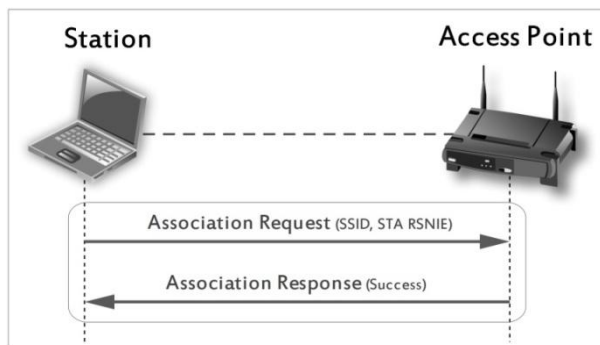 Station
Access Point
Association Request (SSID, STA RSNIE)
Association Response (Success)